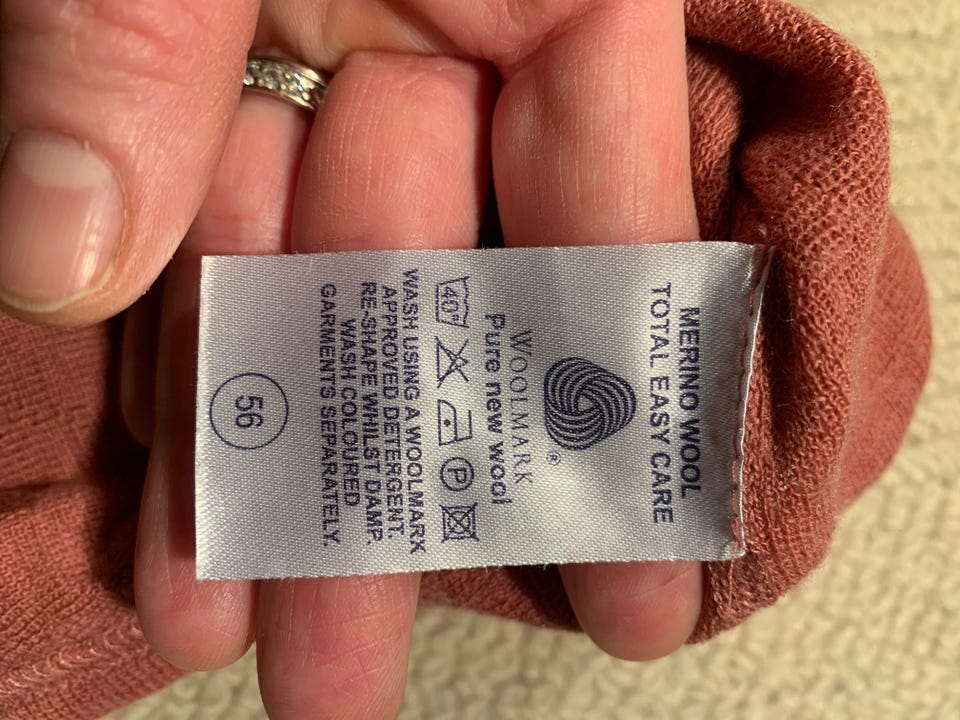 MERINO WOOL
TOTAL EASY CARE
®
WOOLMARK
Pure new wool
40°
P
WASH USING A WOOLMARK
APPROVED DETERGENT.
RE-SHAPE WHILST DAMP.
WASH COLOURED
GARMENTS SEPARATELY.
56